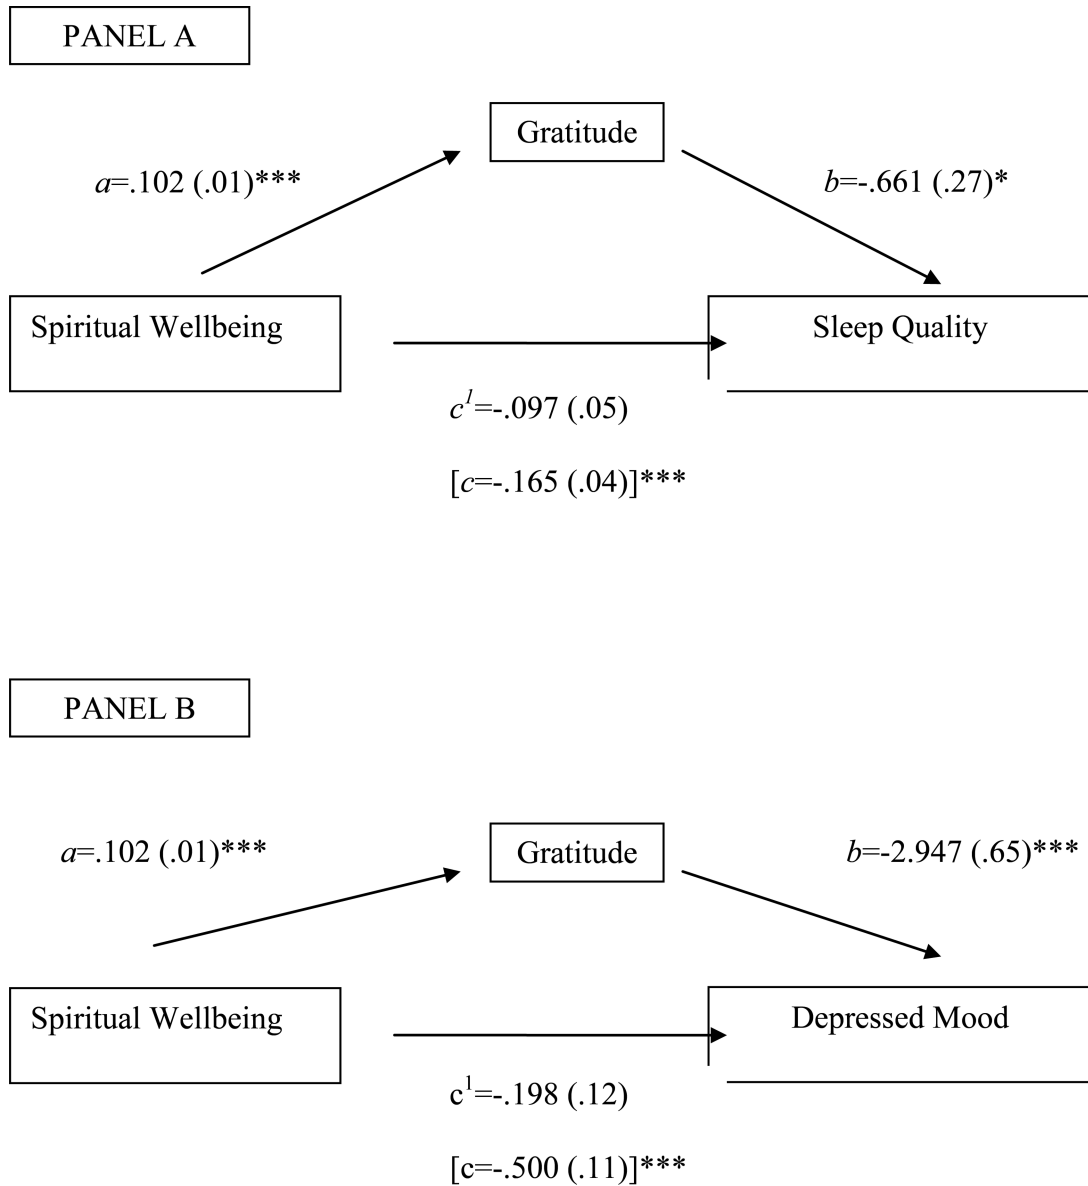 PANEL A
Gratitude
a=.102 (.01)***
b=-.661 (.27)*
Spiritual Wellbeing
Sleep Quality
c¹=-.097 (.05)
[c=-.165 (.04)]***
PANEL B
a=.102 (.01)***
Gratitude
b=-2.947 (.65)***
Spiritual Wellbeing
Depressed Mood
c¹=-.198 (.12)
[c=-.500 (.11)]***